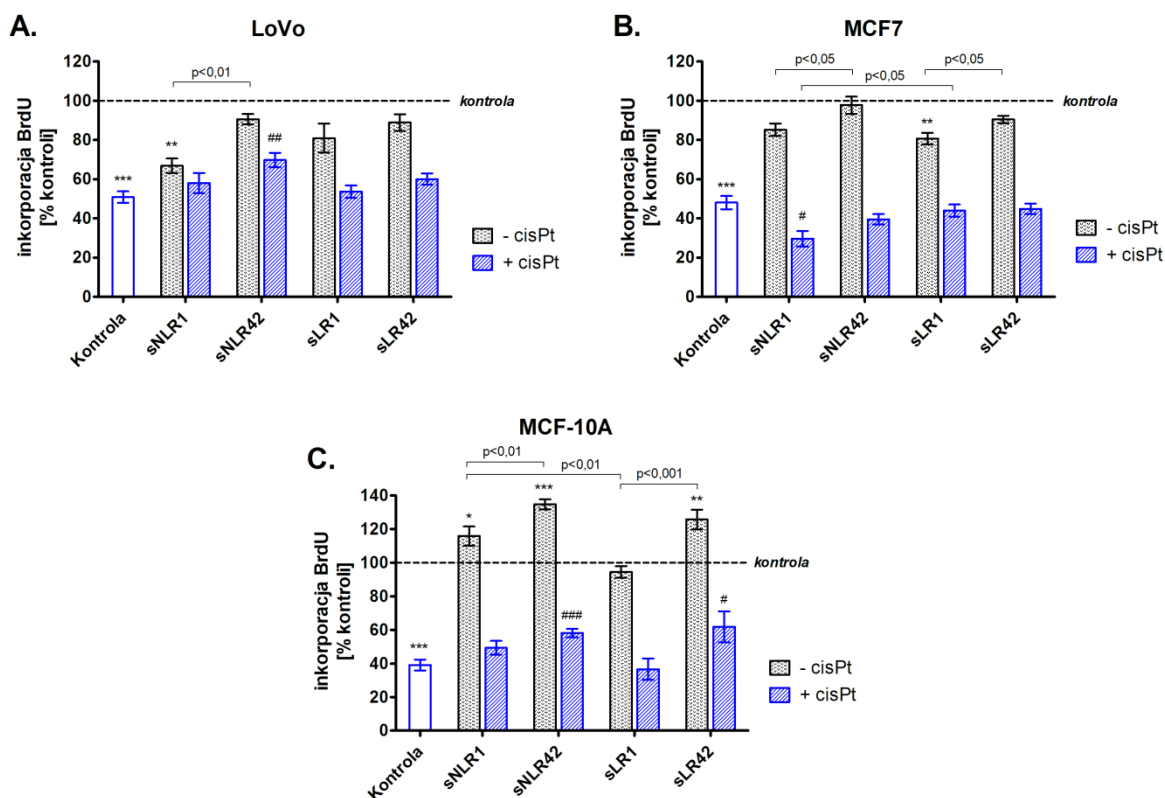 A.
LoVo
inkorporacja BrdU
[% kontroli]
120
100
80
60
40
20
0
p<0,01
kontrola
***
**
##
- cisPt
+ cisPt
Kontrola
sNLR1
sNLR42
sLR1
sLR42
B.
MCF7
inkorporacja BrdU
[% kontroli]
120
100
80
60
40
20
0
p<0,05
p<0,05
p<0,05
kontrola
***
#
**
- cisPt
+ cisPt
Kontrola
sNLR1
sNLR42
sLR1
sLR42
C.
MCF-10A
inkorporacja BrdU
[% kontroli]
140
120
100
80
60
40
20
0
p<0,01
p<0,01
p<0,001
kontrola
***
*
***
###
**
#
- cisPt
+ cisPt
Kontrola
sNLR1
sNLR42
sLR1
sLR42